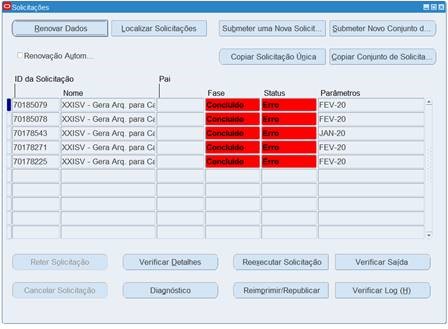 Solicitações
Renovar Dados Localizar Solicitações Submeter uma Nova Solicit... Submeter Novo Conjunto d...
Renovação Autom... Copiar Solicitação Única Copiar Conjunto de Solicita...
ID da Solicitação Pai
Nome Fase Status Parâmetros
70185079 XXISV - Gera Arq. para Ca Concluído Erro FEV-20
70185078 XXISV - Gera Arq. para Ca Concluído Erro FEV-20
70178543 XXISV - Gera Arq. para Ca Concluído Erro JAN-20
70178271 XXISV - Gera Arq. para Ca Concluído Erro FEV-20
70178225 XXISV - Gera Arq. para Ca Concluído Erro FEV-20
Reter Solicitação Verificar Detalhes Reexecutar Solicitação Verificar Saída
Cancelar Solicitação Diagnóstico Reimprimir/Republicar Verificar Log (H)